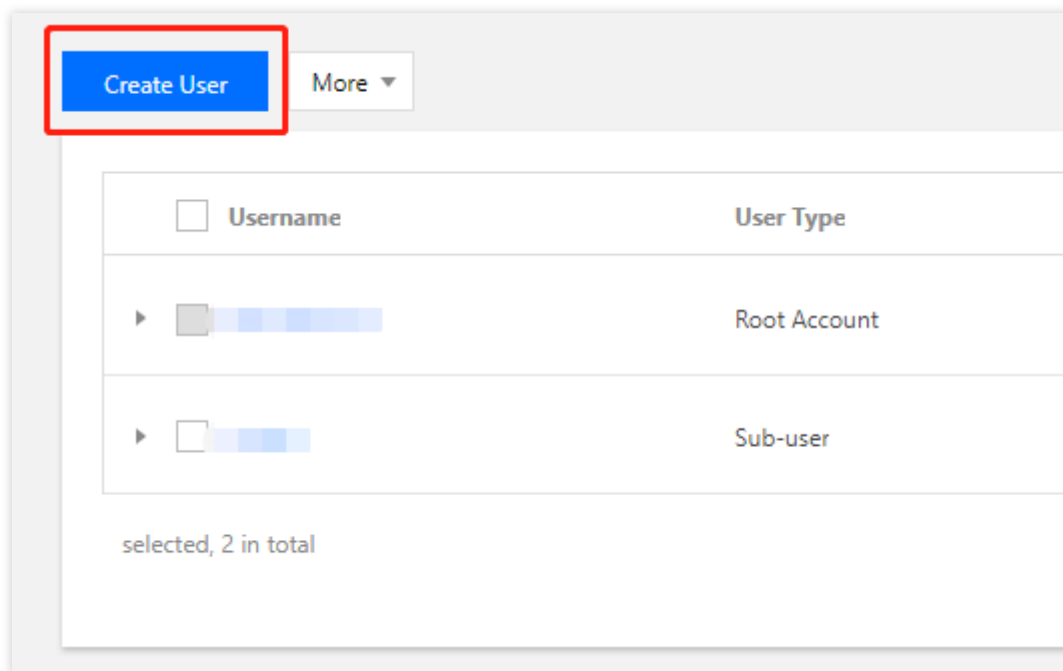 Create User More
Username User Type
Root Account
Sub-user
selected, 2 in total